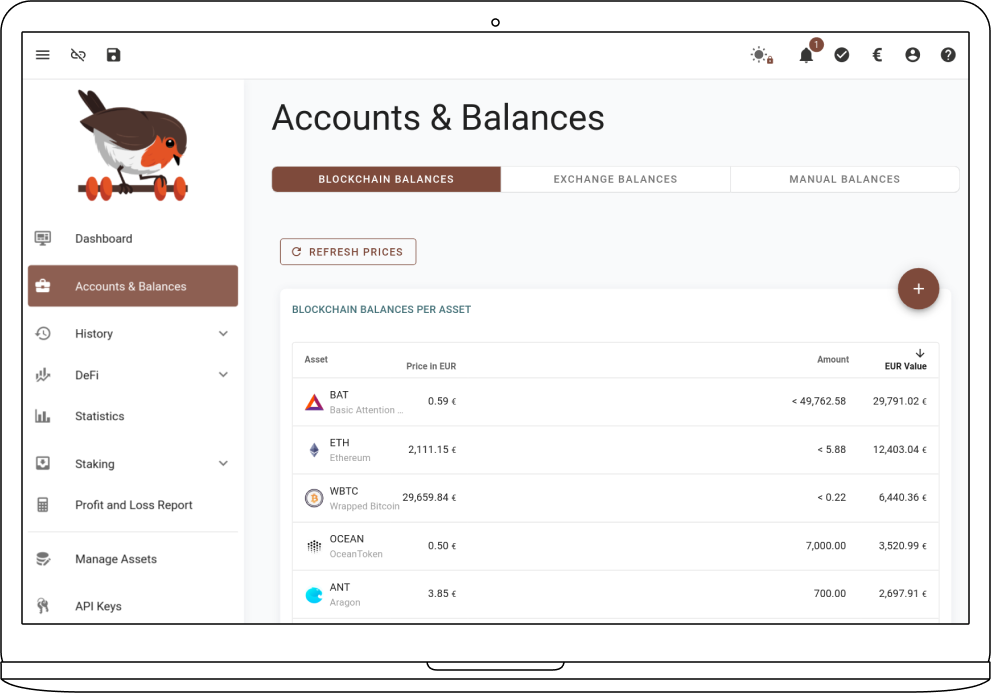 1
€
Accounts & Balances
BLOCKCHAIN BALANCES
EXCHANGE BALANCES
MANUAL BALANCES
Dashboard
Accounts & Balances
History
DeFi
Statistics
Staking
Profit and Loss Report
Manage Assets
API Keys
REFRESH PRICES
+
BLOCKCHAIN BALANCES PER ASSET
Asset Price in EUR Amount EUR Value
BAT
Basic Attention ...
0.59 € < 49,762.58 29,791.02 €
ETH
Ethereum
2,111.15 € < 5.88 12,403.04 €
WBTC
Wrapped Bitcoin
29,659.84 € < 0.22 6,440.36 €
OCEAN
OceanToken
0.50 € 7,000.00 3,520.99 €
ANT
Aragon
3.85 € 700.00 2,697.91 €